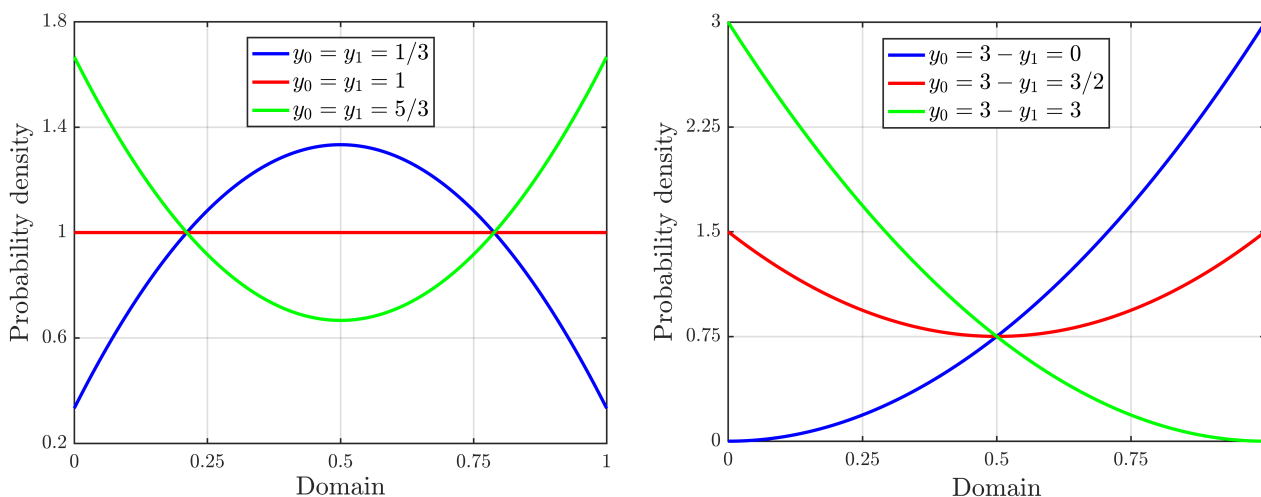 1.8
1.4
1
0.6
0.2
0
0.25
0.5
0.75
1
Probability density
Domain
y₀ = y₁ = 1/3
y₀ = y₁ = 1
y₀ = y₁ = 5/3
3
2.25
1.5
0.75
0
0
0.25
0.5
0.75
Probability density
Domain
y₀ = 3 − y₁ = 0
y₀ = 3 − y₁ = 3/2
y₀ = 3 − y₁ = 3